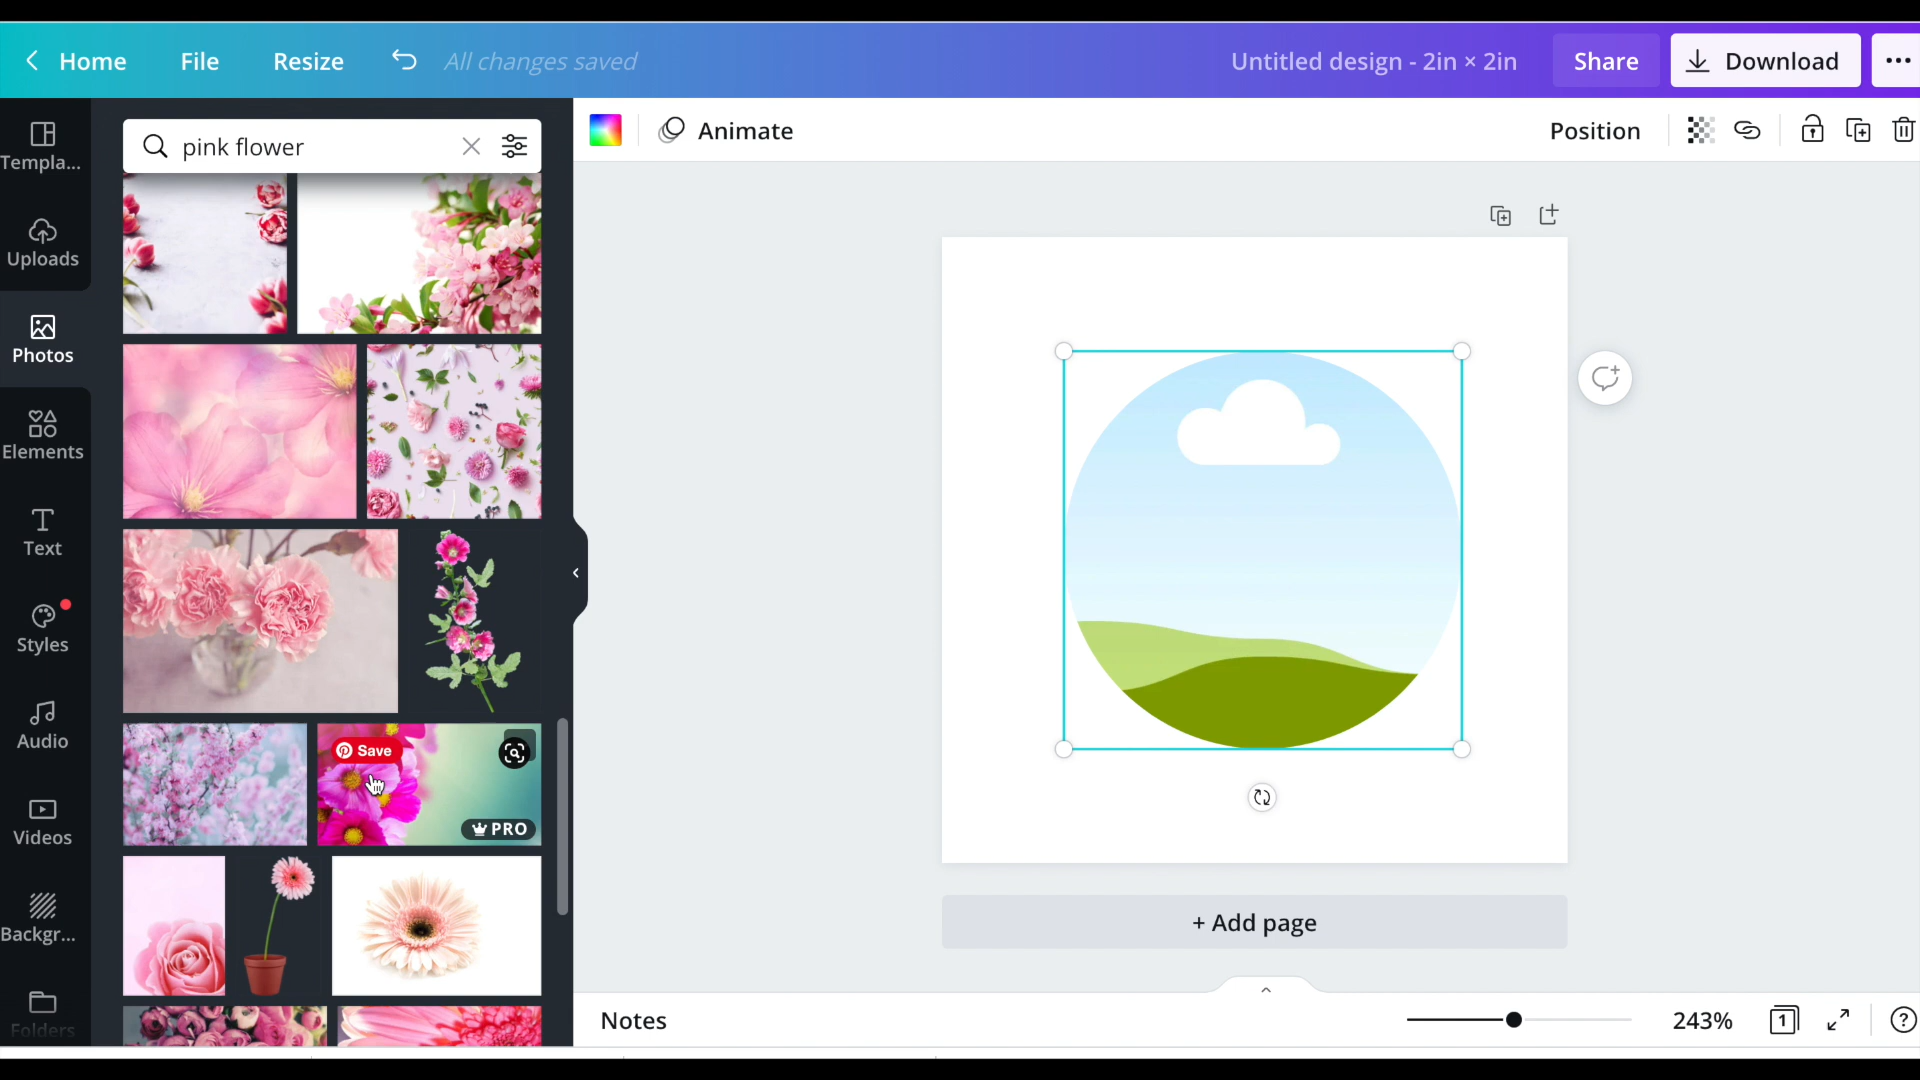 Home File Resize All changes saved Untitled design - 2in × 2in Share Download
pink flower
Animate Position
Templa...
Uploads
Photos
Elements
Text
Styles
Audio
Videos
Backgr...
Folders
Save
PRO
+ Add page
Notes 243% 1 ?